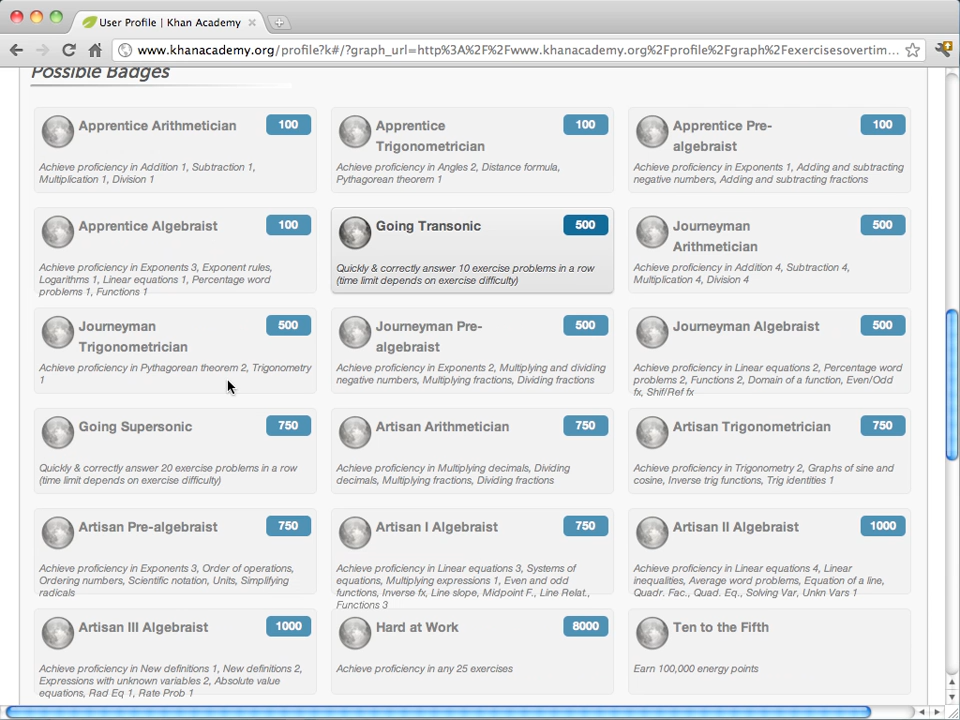 User Profile | Khan Academy
www.khanacademy.org/profile?k#/?graph_url=http%3A%2F%2Fwww.khanacademy.org%2Fprofile%2Fgraph%2Fexercisesovertim...
Possible Badges
Apprentice Arithmetician 100
Achieve proficiency in Addition 1, Subtraction 1,
Multiplication 1, Division 1
Apprentice 100
Trigonometrician
Achieve proficiency in Angles 2, Distance formula,
Pythagorean theorem 1
Apprentice Pre- 100
algebraist
Achieve proficiency in Exponents 1, Adding and subtracting
negative numbers, Adding and subtracting fractions
Apprentice Algebraist 100
Achieve proficiency in Exponents 3, Exponent rules,
Logarithms 1, Linear equations 1, Percentage word
problems 1, Functions 1
Going Transonic 500
Quickly & correctly answer 10 exercise problems in a row
(time limit depends on exercise difficulty)
Journeyman 500
Arithmetician
Achieve proficiency in Addition 4, Subtraction 4,
Multiplication 4, Division 4
Journeyman 500
Trigonometrician
Achieve proficiency in Pythagorean theorem 2, Trigonometry
1
Journeyman Pre- 500
algebraist
Achieve proficiency in Exponents 2, Multiplying and dividing
negative numbers, Multiplying fractions, Dividing fractions
Journeyman Algebraist 500
Achieve proficiency in Linear equations 2, Percentage word
problems 2, Functions 2, Domain of a function, Even/Odd
fx, Shif/Ref fx
Going Supersonic 750
Quickly & correctly answer 20 exercise problems in a row
(time limit depends on exercise difficulty)
Artisan Arithmetician 750
Achieve proficiency in Multiplying decimals, Dividing
decimals, Multiplying fractions, Dividing fractions
Artisan Trigonometrician 750
Achieve proficiency in Trigonometry 2, Graphs of sine and
cosine, Inverse trig functions, Trig identities 1
Artisan Pre-algebraist 750
Achieve proficiency in Exponents 3, Order of operations,
Ordering numbers, Scientific notation, Units, Simplifying
radicals
Artisan I Algebraist 750
Achieve proficiency in Linear equations 3, Systems of
equations, Multiplying expressions 1, Even and odd
functions, Inverse fx, Line slope, Midpoint F., Line Relat.,
Functions 3
Artisan II Algebraist 1000
Achieve proficiency in Linear equations 4, Linear
inequalities, Average word problems, Equation of a line,
Quadr. Fac., Quad. Eq., Solving Var, Unkn Vars 1
Artisan III Algebraist 1000
Achieve proficiency in New definitions 1, New definitions 2,
Expressions with unknown variables 2, Absolute value
equations, Rad Eq 1, Rate Prob 1
Hard at Work 8000
Achieve proficiency in any 25 exercises
Ten to the Fifth
Earn 100,000 energy points